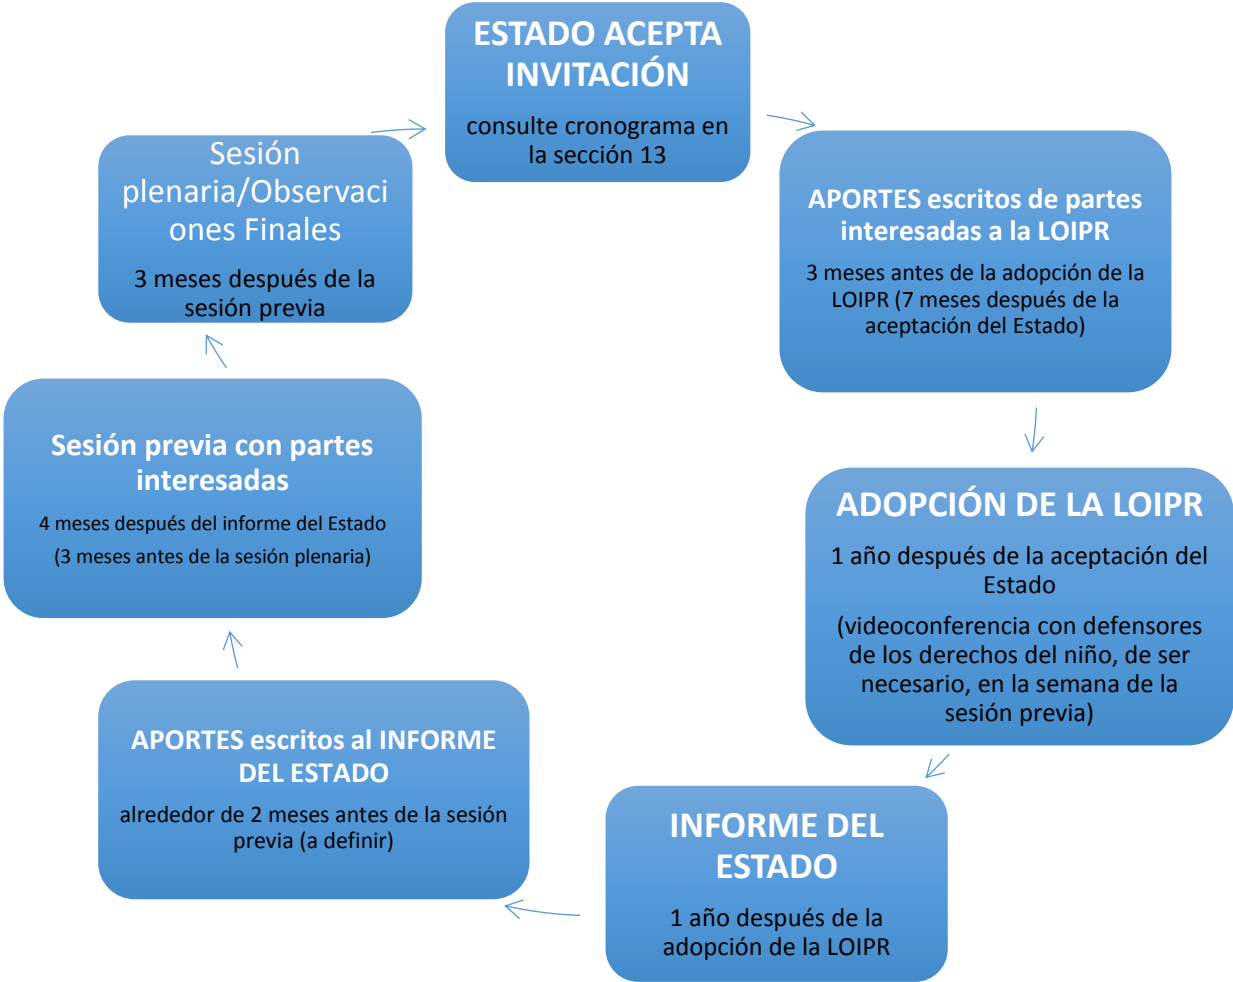 ESTADO ACEPTA
INVITACIÓN
consulte cronograma en
la sección 13
APORTES escritos de partes
interesadas a la LOIPR
3 meses antes de la adopción de la
LOIPR (7 meses después de la
aceptación del Estado)
ADOPCIÓN DE LA LOIPR
1 año después de la aceptación del
Estado
(videoconferencia con defensores
de los derechos del niño, de ser
necesario, en la semana de la
sesión previa)
INFORME DEL
ESTADO
1 año después de la
adopción de la LOIPR
APORTES escritos al INFORME
DEL ESTADO
alrededor de 2 meses antes de la sesión
previa (a definir)
Sesión previa con partes
interesadas
4 meses después del informe del Estado
(3 meses antes de la sesión plenaria)
Sesión
plenaria/Observaci
ones Finales
3 meses después de la
sesión previa